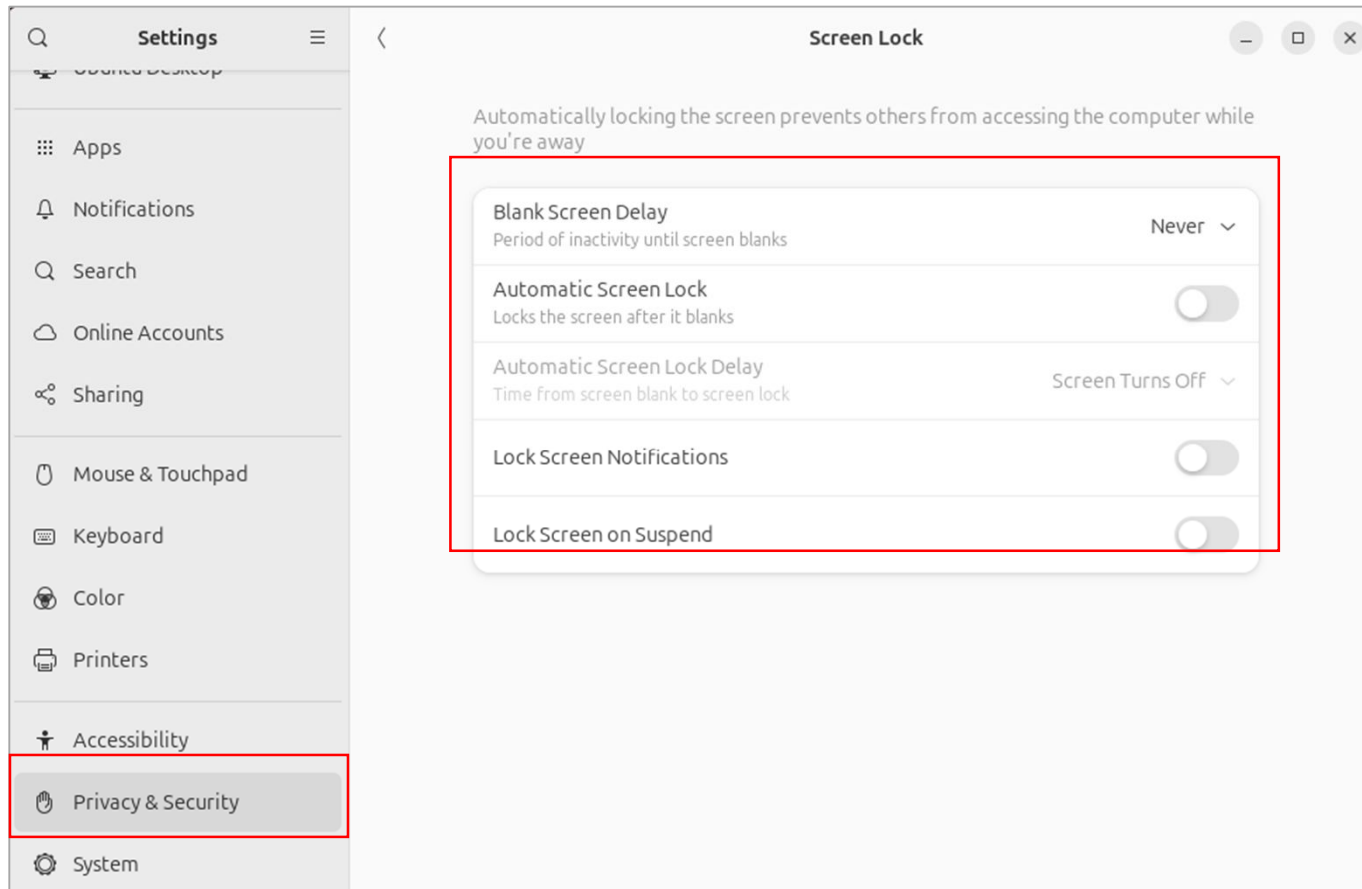 Settings
Ubuntu Desktop
Apps
Notifications
Search
Online Accounts
Sharing
Mouse & Touchpad
Keyboard
Color
Printers
Accessibility
Privacy & Security
System
Screen Lock
Automatically locking the screen prevents others from accessing the computer while
you're away
Blank Screen Delay
Period of inactivity until screen blanks
Never
Automatic Screen Lock
Locks the screen after it blanks
Automatic Screen Lock Delay
Time from screen blank to screen lock
Screen Turns Off
Lock Screen Notifications
Lock Screen on Suspend